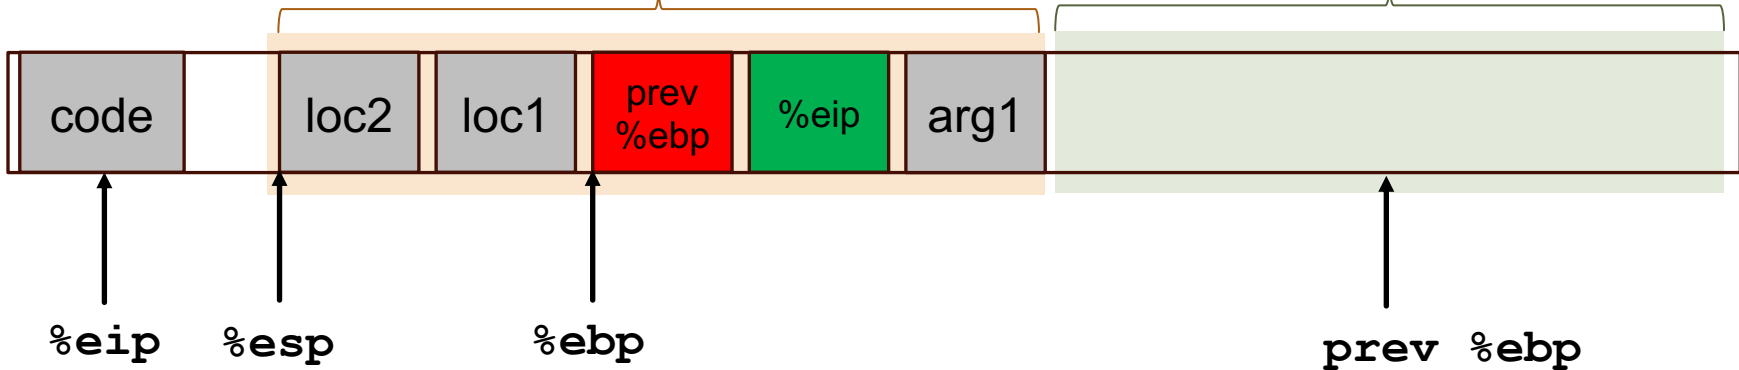 code
loc2
loc1
prev
%ebp
%eip
arg1
%eip
%esp
%ebp
prev %ebp